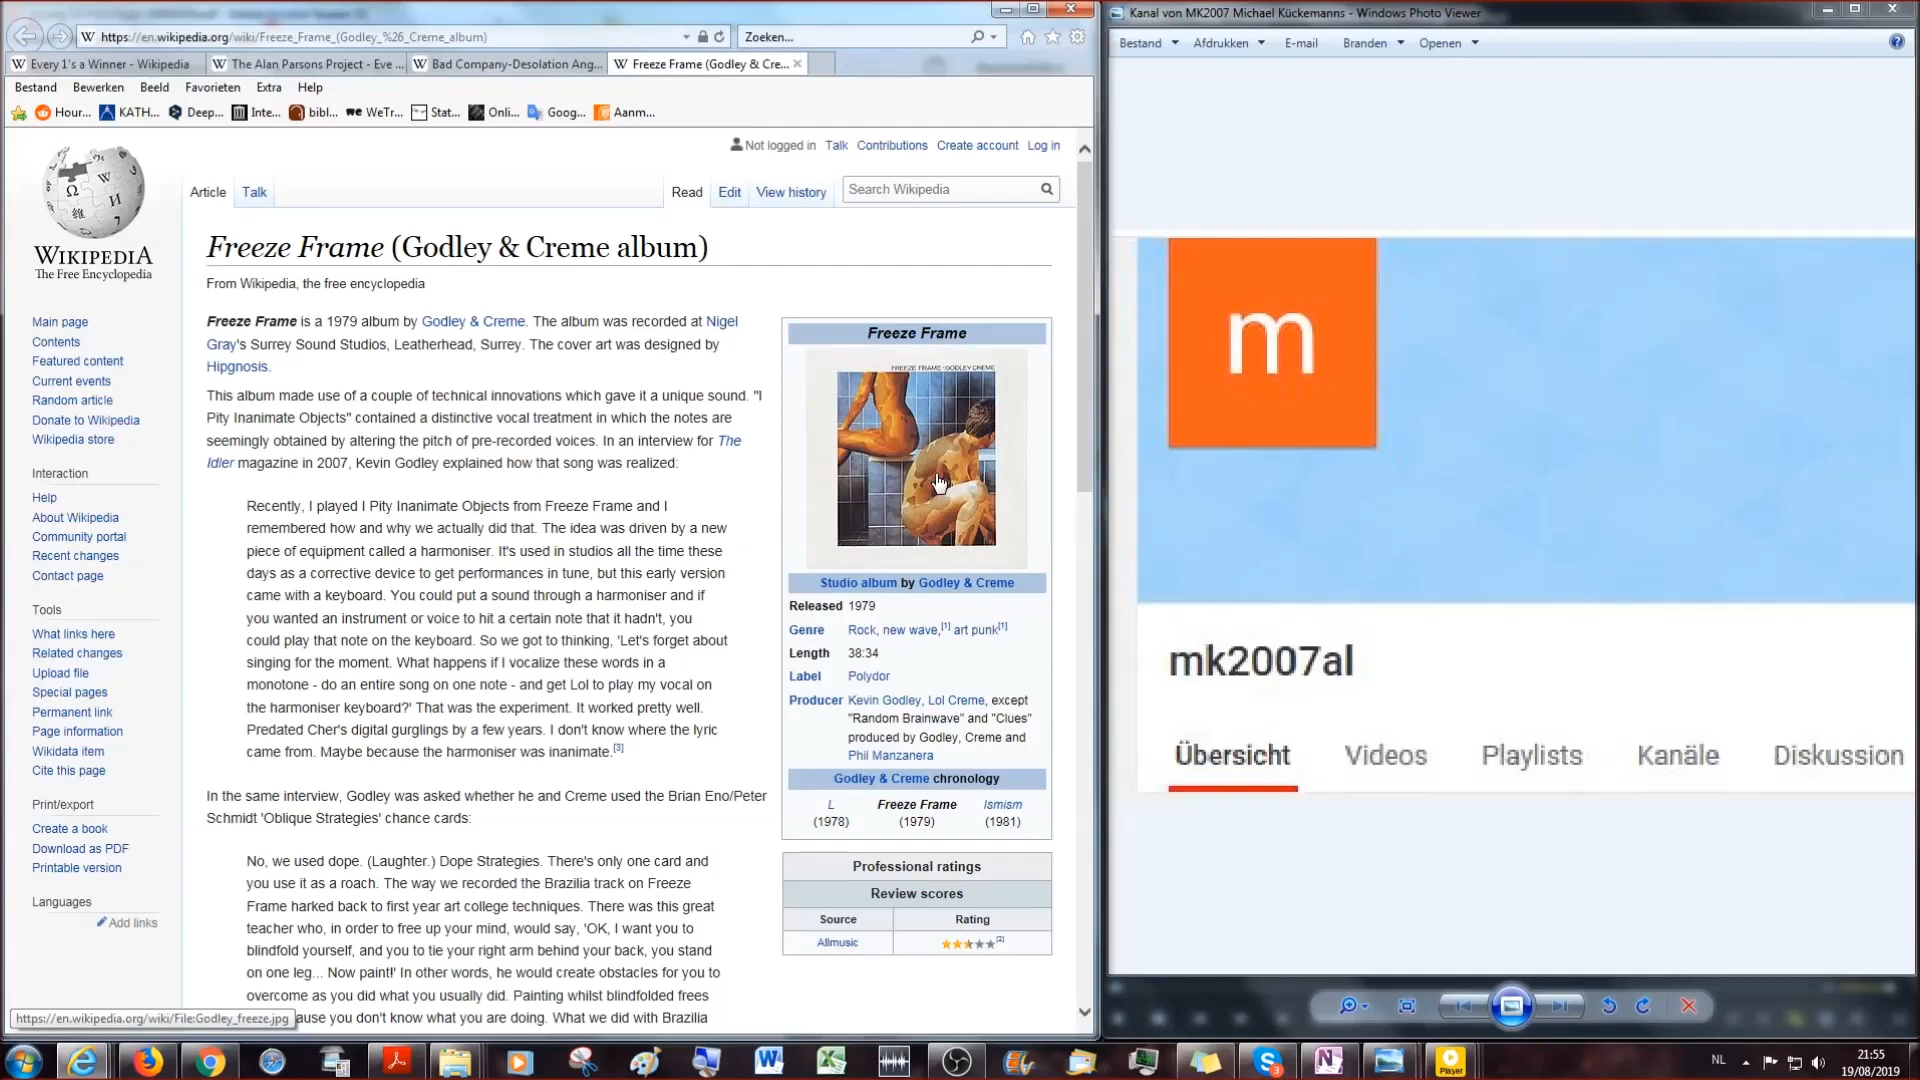 https://en.wikipedia.org/wiki/Freeze_Frame_(Godley_%26_Creme_album)
Zoeken...
Every 1's a Winner - Wikipedia
The Alan Parsons Project - Eve ...
Bad Company-Desolation Ang...
Freeze Frame (Godley & Cre...
Bestand Bewerken Beeld Favorieten Extra Help
Hour... KATH... Deep... Inte... bibl... WeTr... Stat... Onli... Goog... Aanm...
Not logged in Talk Contributions Create account Log in
Article Talk Read Edit View history Search Wikipedia
WIKIPEDIA
The Free Encyclopedia
Main page
Contents
Featured content
Current events
Random article
Donate to Wikipedia
Wikipedia store
Interaction
Help
About Wikipedia
Community portal
Recent changes
Contact page
Tools
What links here
Related changes
Upload file
Special pages
Permanent link
Page information
Wikidata item
Cite this page
Print/export
Create a book
Download as PDF
Printable version
Languages
Add links
Freeze Frame (Godley & Creme album)
From Wikipedia, the free encyclopedia
Freeze Frame is a 1979 album by Godley & Creme. The album was recorded at Nigel
Gray's Surrey Sound Studios, Leatherhead, Surrey. The cover art was designed by
Hipgnosis.
This album made use of a couple of technical innovations which gave it a unique sound. "I
Pity Inanimate Objects" contained a distinctive vocal treatment in which the notes are
seemingly obtained by altering the pitch of pre-recorded voices. In an interview for The
Idler magazine in 2007, Kevin Godley explained how that song was realized:
Recently, I played I Pity Inanimate Objects from Freeze Frame and I
remembered how and why we actually did that. The idea was driven by a new
piece of equipment called a harmoniser. It's used in studios all the time these
days as a corrective device to get performances in tune, but this early version
came with a keyboard. You could put a sound through a harmoniser and if
you wanted an instrument or voice to hit a certain note that it hadn't, you
could play that note on the keyboard. So we got to thinking, 'Let's forget about
singing for the moment. What happens if I vocalize these words in a
monotone - do an entire song on one note - and get Lol to play my vocal on
the harmoniser keyboard?' That was the experiment. It worked pretty well.
Predated Cher's digital gurglings by a few years. I don't know where the lyric
came from. Maybe because the harmoniser was inanimate.[3]
In the same interview, Godley was asked whether he and Creme used the Brian Eno/Peter
Schmidt 'Oblique Strategies' chance cards:
No, we used dope. (Laughter.) Dope Strategies. There's only one card and
you use it as a roach. The way we recorded the Brazilia track on Freeze
Frame harked back to first year art college techniques. There was this great
teacher who, in order to free up your mind, would say, 'OK, I want you to
blindfold yourself, and you to tie your right arm behind your back, you stand
on one leg... Now paint!' In other words, he would create obstacles for you to
overcome as you did what you usually did. Painting whilst blindfolded frees
ause you don't know what you are doing. What we did with Brazilia
https://en.wikipedia.org/wiki/File:Godley_freeze.jpg
Freeze Frame
FREEZE FRAME · GODLEY CREME
Studio album by Godley & Creme
Released 1979
Genre Rock, new wave,[1] art punk[1]
Length 38:34
Label Polydor
Producer Kevin Godley, Lol Creme, except
"Random Brainwave" and "Clues"
produced by Godley, Creme and
Phil Manzanera
Godley & Creme chronology
L Freeze Frame Ismism
(1978) (1979) (1981)
Professional ratings
Review scores
Source Rating
Allmusic [2]
Kanal von MK2007 Michael Kückemanns - Windows Photo Viewer
Bestand Afdrukken E-mail Branden Openen
m
mk2007al
Übersicht Videos Playlists Kanäle Diskussion
Player
NL
21:55
19/08/2019